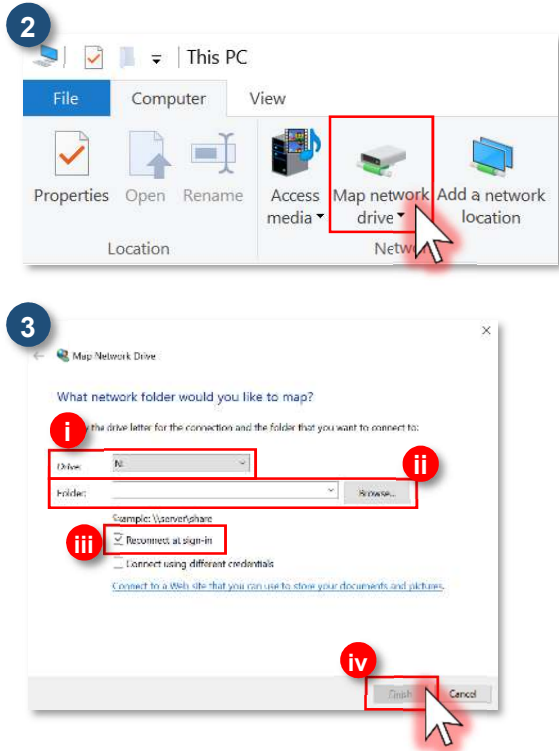 2
This PC
File Computer View
Properties Open Rename Access media Map network drive Add a network location
Location Network
3
Map Network Drive
What network folder would you like to map?
i
the drive letter for the connection and the folder that you want to connect to:
Drive: N:
ii
Folder: Browse...
Example: \\server\share
iii
Reconnect at sign-in
Connect using different credentials
Connect to a Web site that you can use to store your documents and pictures.
iv
Finish Cancel